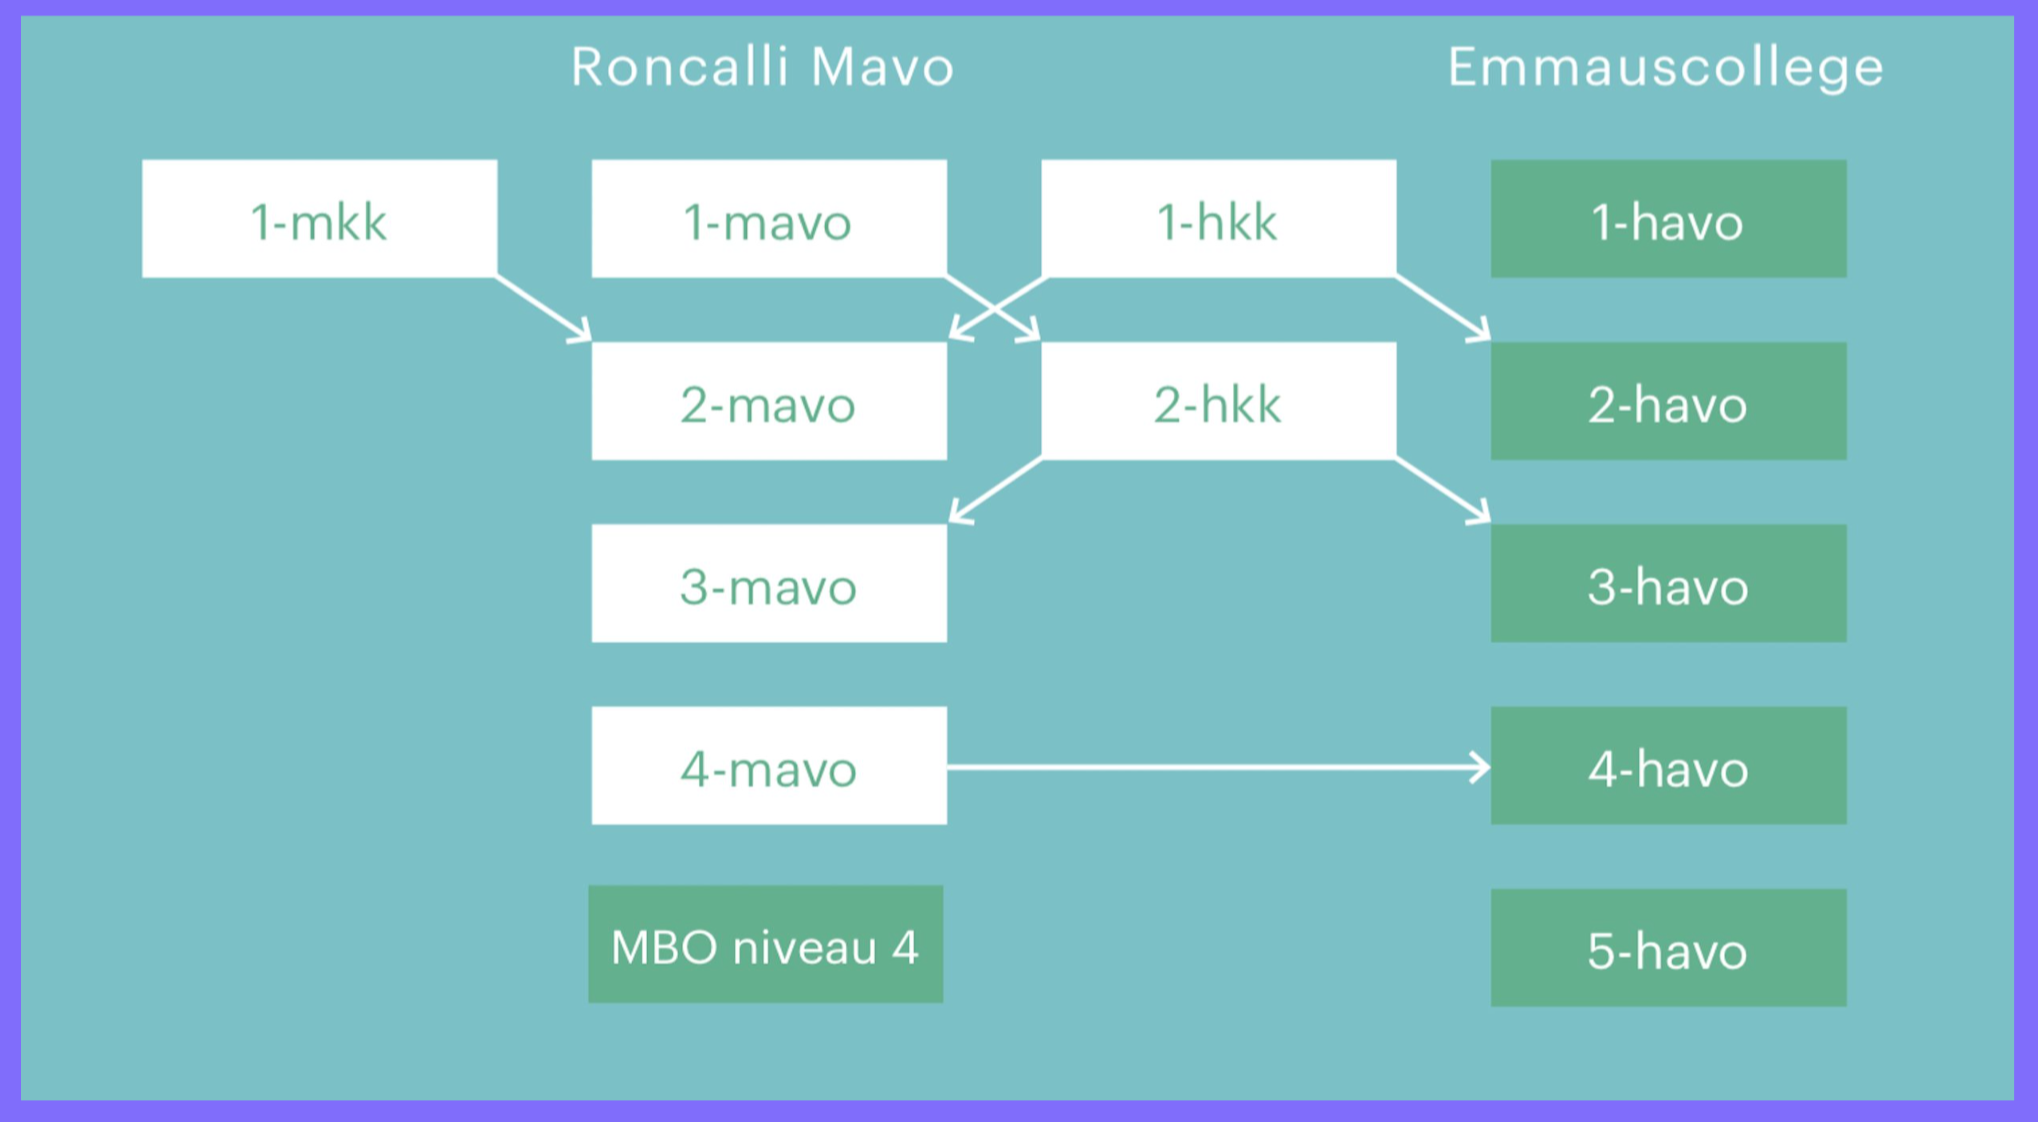 Roncalli Mavo
Emmauscollege
1-mkk
1-mavo
1-hkk
1-havo
2-mavo
2-hkk
2-havo
3-mavo
3-havo
4-mavo
4-havo
MBO niveau 4
5-havo